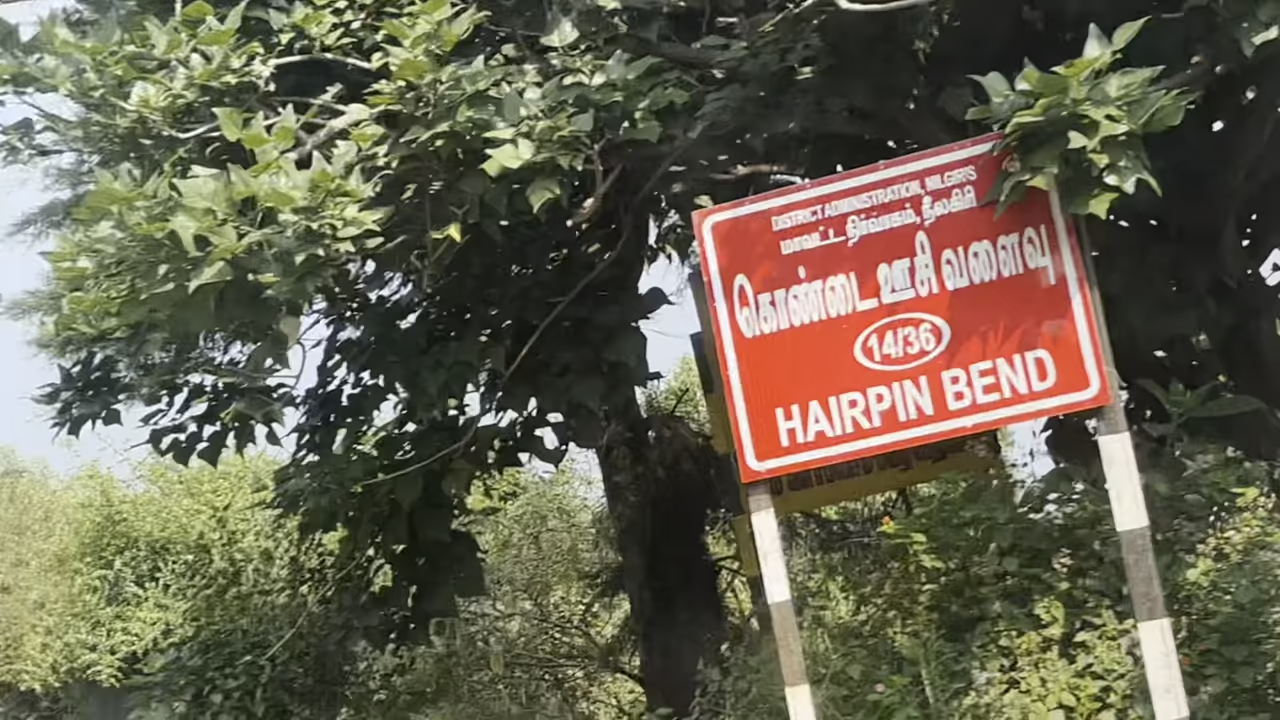 DISTRICT ADMINISTRATION, NILGIRIS
மாவட்ட நிர்வாகம், நீலகிரி
கொண்டை ஊசி வளைவு
14/36
HAIRPIN BEND